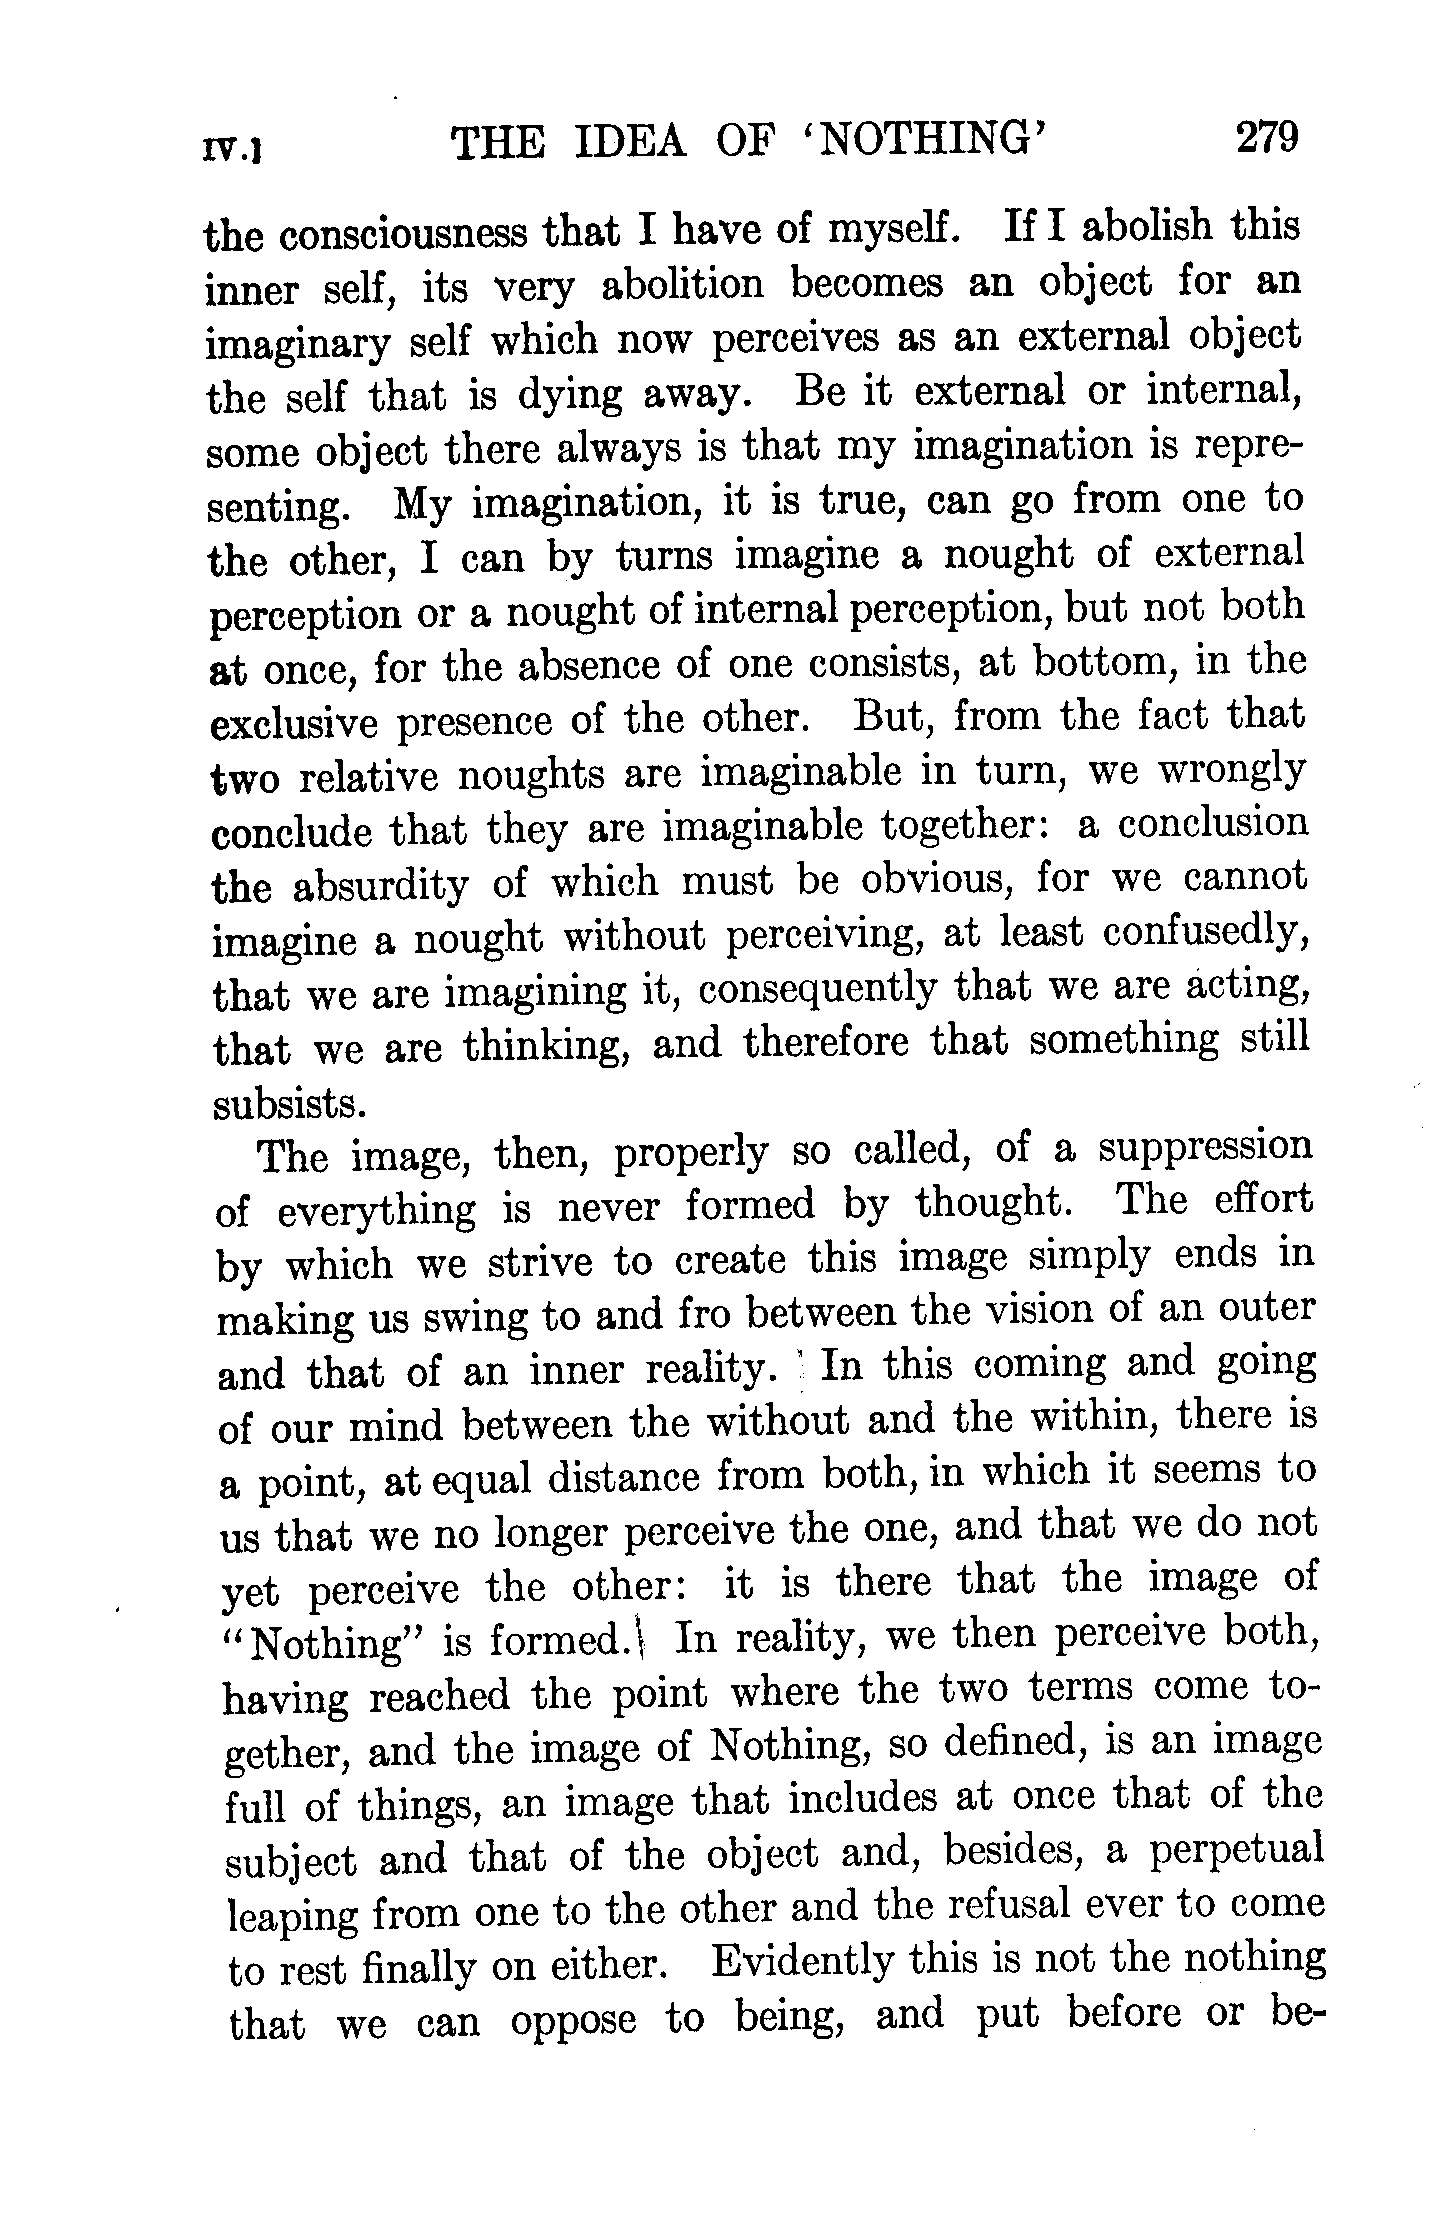 IV.] THE IDEA OF 'NOTHING' 279
the consciousness that I have of myself. If I abolish this
inner self, its very abolition becomes an object for an
imaginary self which now perceives as an external object
the self that is dying away. Be it external or internal,
some object there always is that my imagination is repre-
senting. My imagination, it is true, can go from one to
the other, I can by turns imagine a nought of external
perception or a nought of internal perception, but not both
at once, for the absence of one consists, at bottom, in the
exclusive presence of the other. But, from the fact that
two relative noughts are imaginable in turn, we wrongly
conclude that they are imaginable together: a conclusion
the absurdity of which must be obvious, for we cannot
imagine a nought without perceiving, at least confusedly,
that we are imagining it, consequently that we are acting,
that we are thinking, and therefore that something still
subsists.
The image, then, properly so called, of a suppression
of everything is never formed by thought. The effort
by which we strive to create this image simply ends in
making us swing to and fro between the vision of an outer
and that of an inner reality. In this coming and going
of our mind between the without and the within, there is
a point, at equal distance from both, in which it seems to
us that we no longer perceive the one, and that we do not
yet perceive the other: it is there that the image of
"Nothing" is formed. In reality, we then perceive both,
having reached the point where the two terms come to-
gether, and the image of Nothing, so defined, is an image
full of things, an image that includes at once that of the
subject and that of the object and, besides, a perpetual
leaping from one to the other and the refusal ever to come
to rest finally on either. Evidently this is not the nothing
that we can oppose to being, and put before or be-